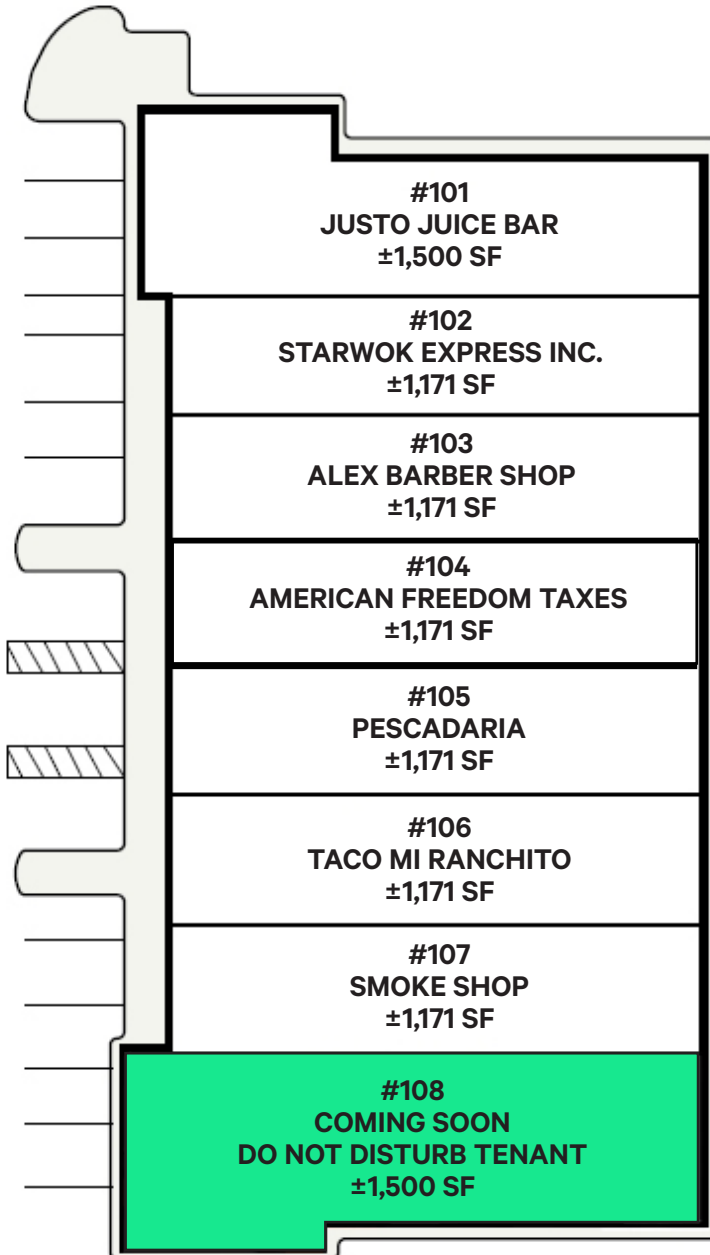 #101
JUSTO JUICE BAR
±1,500 SF
#102
STARWOK EXPRESS INC.
±1,171 SF
#103
ALEX BARBER SHOP
±1,171 SF
#104
AMERICAN FREEDOM TAXES
±1,171 SF
#105
PESCADARIA
±1,171 SF
#106
TACO MI RANCHITO
±1,171 SF
#107
SMOKE SHOP
±1,171 SF
#108
COMING SOON
DO NOT DISTURB TENANT
±1,500 SF